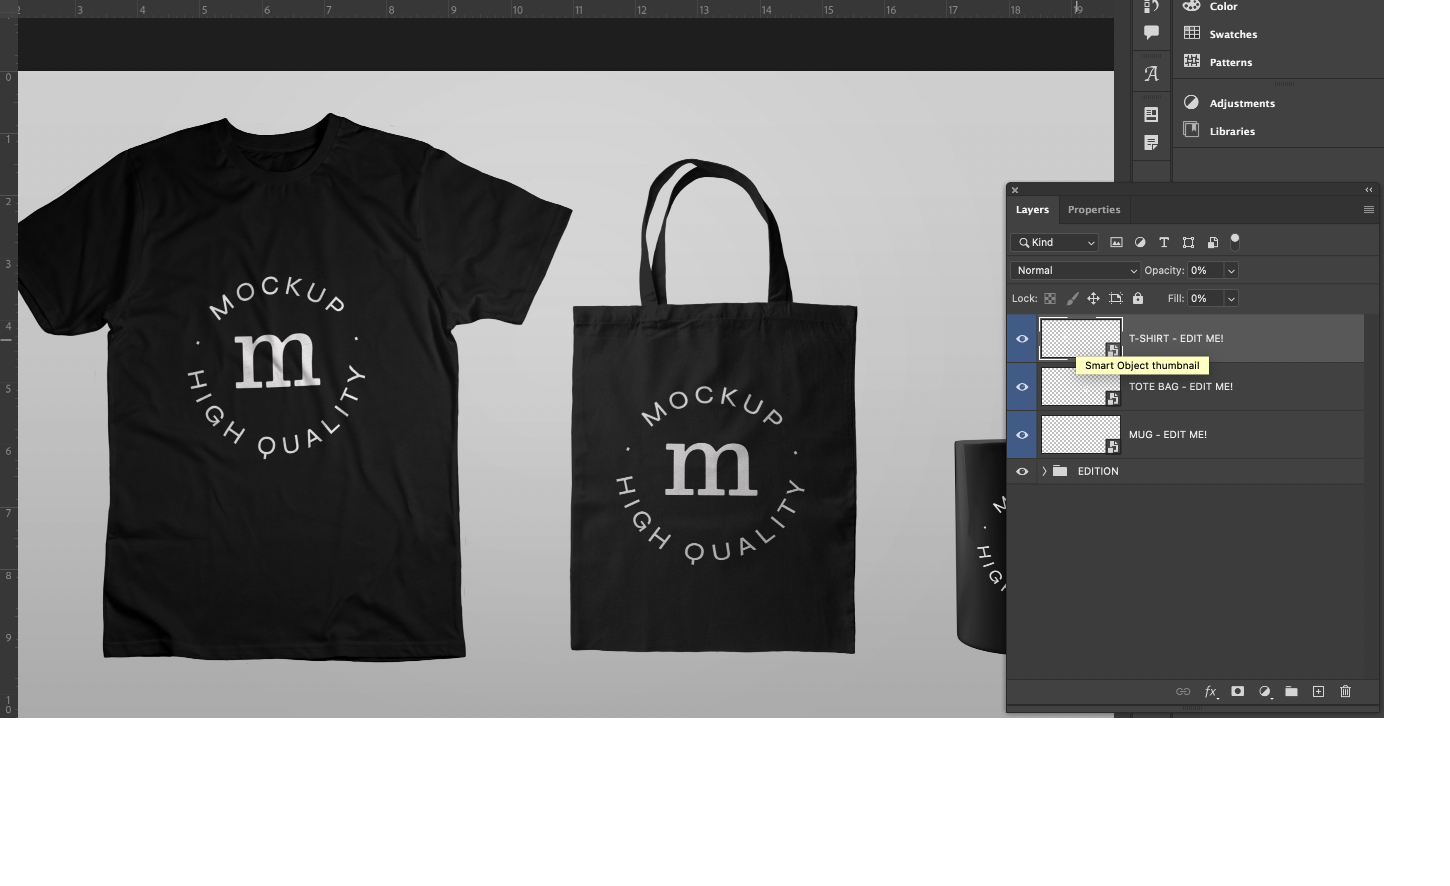 2 3 4 5 6 7 8 9 10 11 12 13 14 15 16 17 18 19
0
1
2
3
4
5
6
7
8
9
10
MOCKUP
m
· HIGH QUALITY ·
MOCKUP
m
· HIGH QUALITY ·
M
· HIG
Color
Swatches
Patterns
Adjustments
Libraries
Layers Properties
Kind
Normal Opacity: 0%
Lock: Fill: 0%
T-SHIRT - EDIT ME!
Smart Object thumbnail
TOTE BAG - EDIT ME!
MUG - EDIT ME!
EDITION
fx